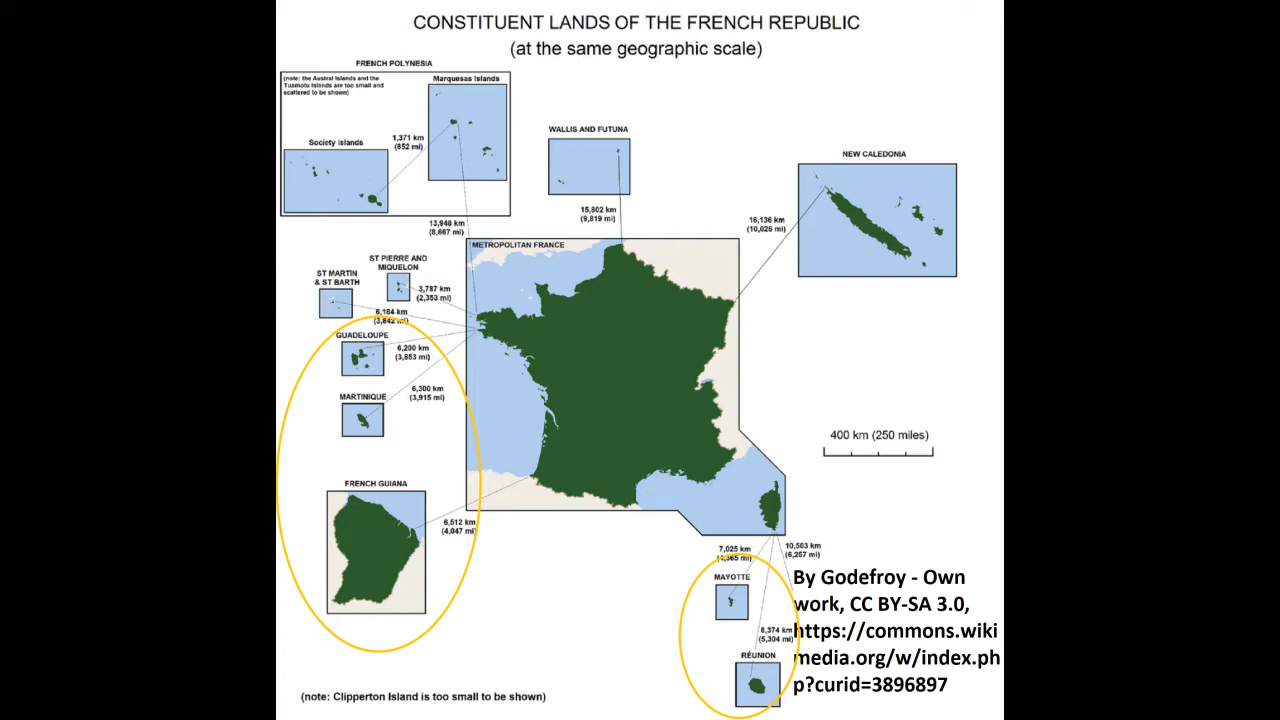 CONSTITUENT LANDS OF THE FRENCH REPUBLIC
(at the same geographic scale)
FRENCH POLYNESIA
(note: the Austral Islands and the
Tuamotu Islands are too small and
scattered to be shown)
Marquesas Islands
1,371 km
(852 mi)
Society Islands
WALLIS AND FUTUNA
NEW CALEDONIA
15,802 km
(9,819 mi)
16,136 km
(10,026 mi)
13,948 km
(8,667 mi)
METROPOLITAN FRANCE
ST PIERRE AND
MIQUELON
ST MARTIN
& ST BARTH
3,787 km
(2,353 mi)
6,184 km
(3,842 mi)
GUADELOUPE
6,200 km
(3,853 mi)
6,300 km
(3,915 mi)
MARTINIQUE
400 km (250 miles)
FRENCH GUIANA
6,512 km
(4,047 mi)
7,025 km
(4,365 mi)
10,503 km
(6,257 mi)
MAYOTTE
8,374 km
(5,304 mi)
RÉUNION
By Godefroy - Own
work, CC BY-SA 3.0,
https://commons.wiki
media.org/w/index.ph
p?curid=3896897
(note: Clipperton Island is too small to be shown)